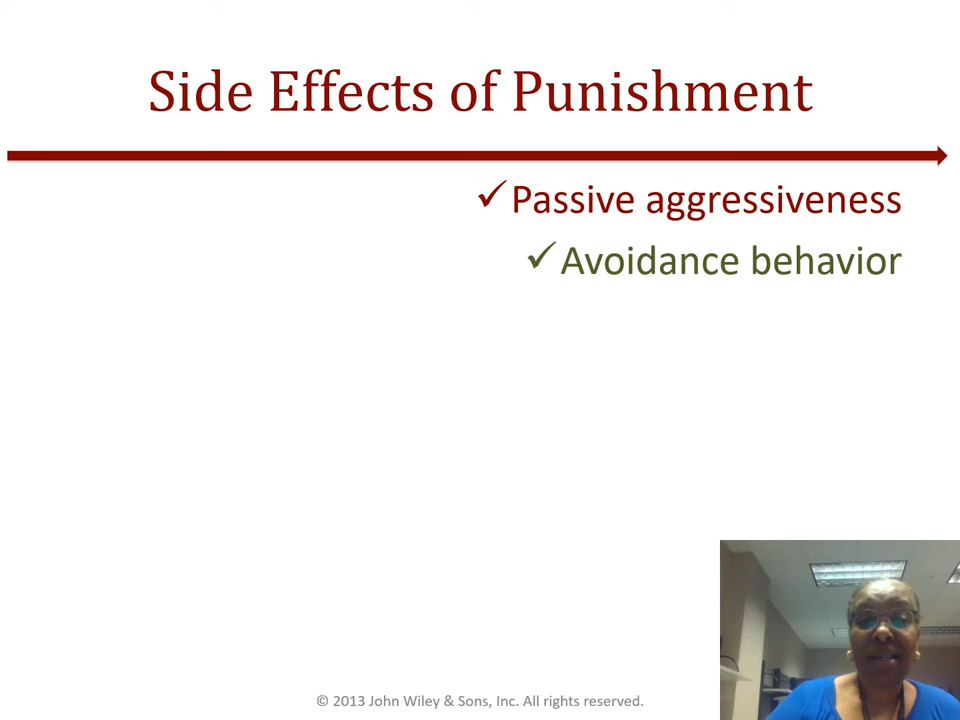 Side Effects of Punishment
✓Passive aggressiveness
✓Avoidance behavior
© 2013 John Wiley & Sons, Inc. All rights reserved.